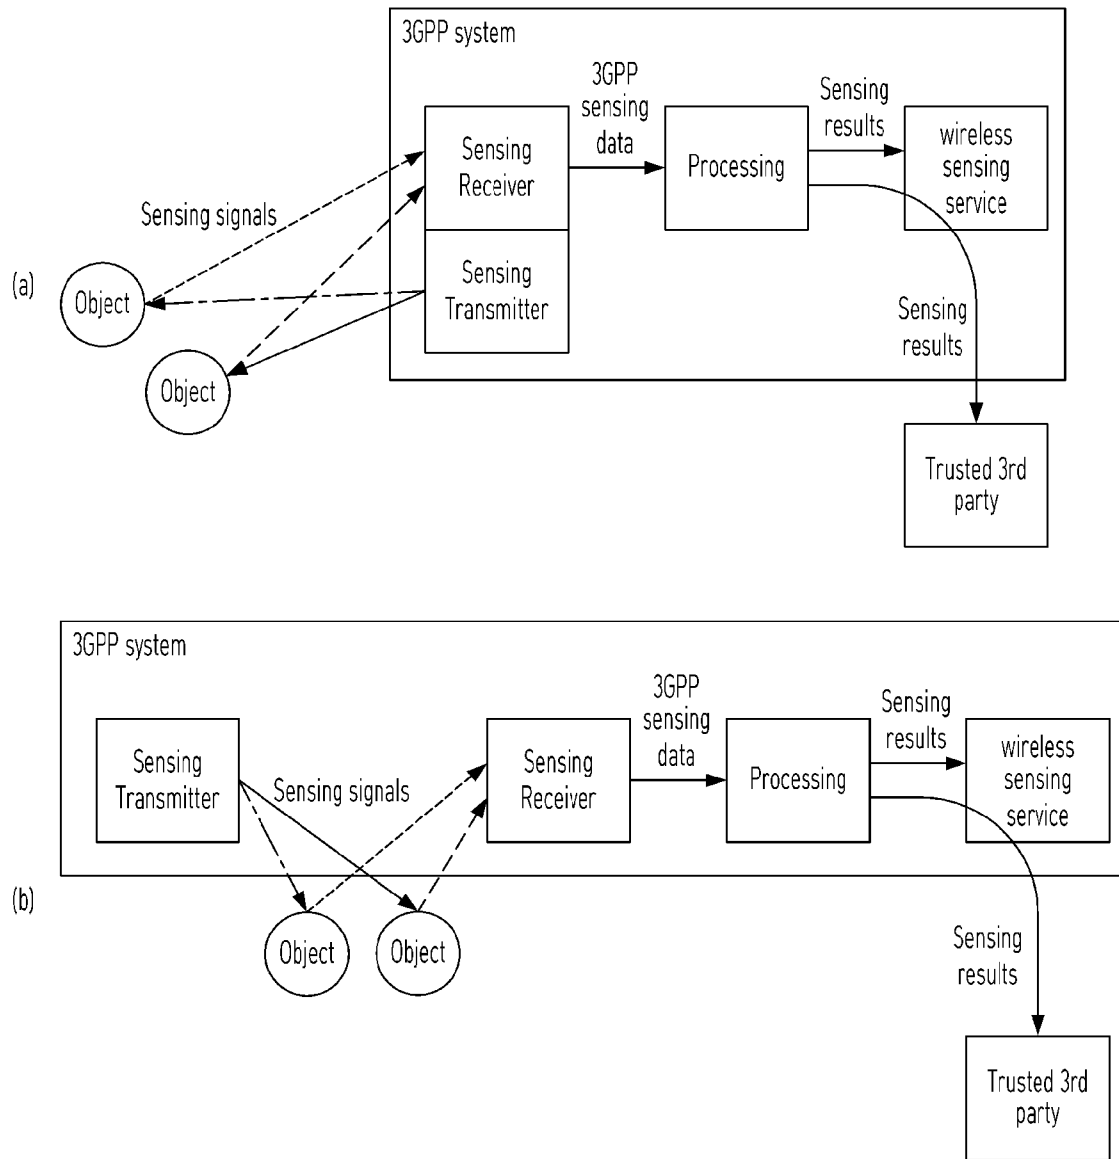 3GPP system
3GPP
sensing
data
Sensing
results
Sensing
Receiver
Processing
wireless
sensing
service
Sensing signals
(a)
Object
Sensing
Transmitter
Object
Sensing
results
Trusted 3rd
party
3GPP system
3GPP
sensing
data
Sensing
results
Sensing
Transmitter
Sensing signals
Sensing
Receiver
Processing
wireless
sensing
service
(b)
Object
Object
Sensing
results
Trusted 3rd
party